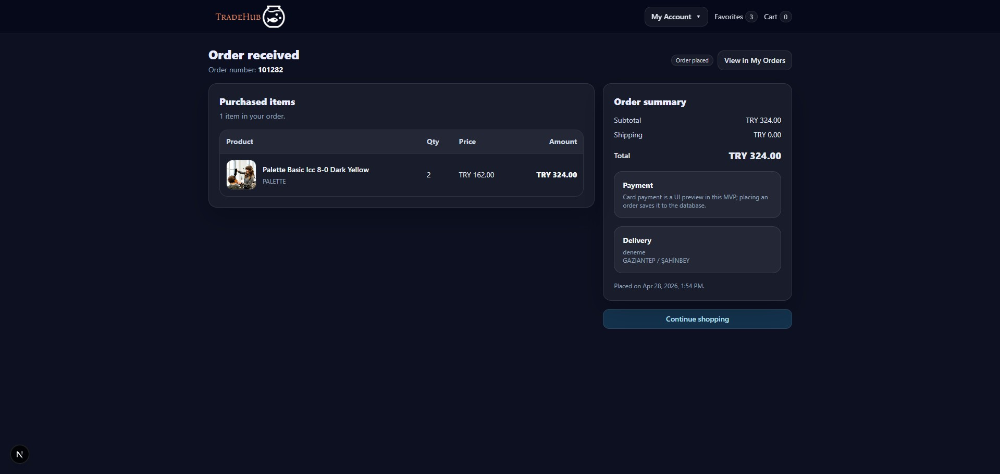 TradeHub
My Account ▼ Favorites 3 Cart 0
Order received
Order number: 101282
Order placed View in My Orders
Purchased items
1 item in your order.
Product Qty Price Amount
Palette Basic Icc 8-0 Dark Yellow
PALETTE
2 TRY 162.00 TRY 324.00
Order summary
Subtotal TRY 324.00
Shipping TRY 0.00
Total TRY 324.00
Payment
Card payment is a UI preview in this MVP; placing an
order saves it to the database.
Delivery
deneme
GAZIANTEP / ŞAHİNBEY
Placed on Apr 28, 2026, 1:54 PM.
Continue shopping
N